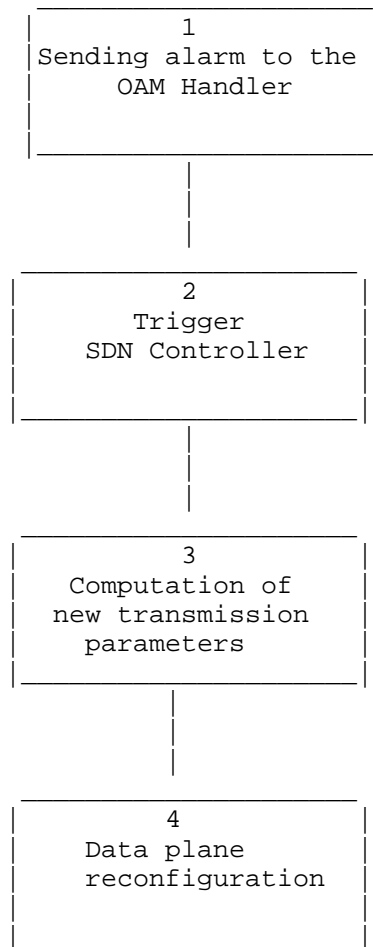 1
Sending alarm to the
OAM Handler
2
Trigger
SDN Controller
3
Computation of
new transmission
parameters
4
Data plane
reconfiguration